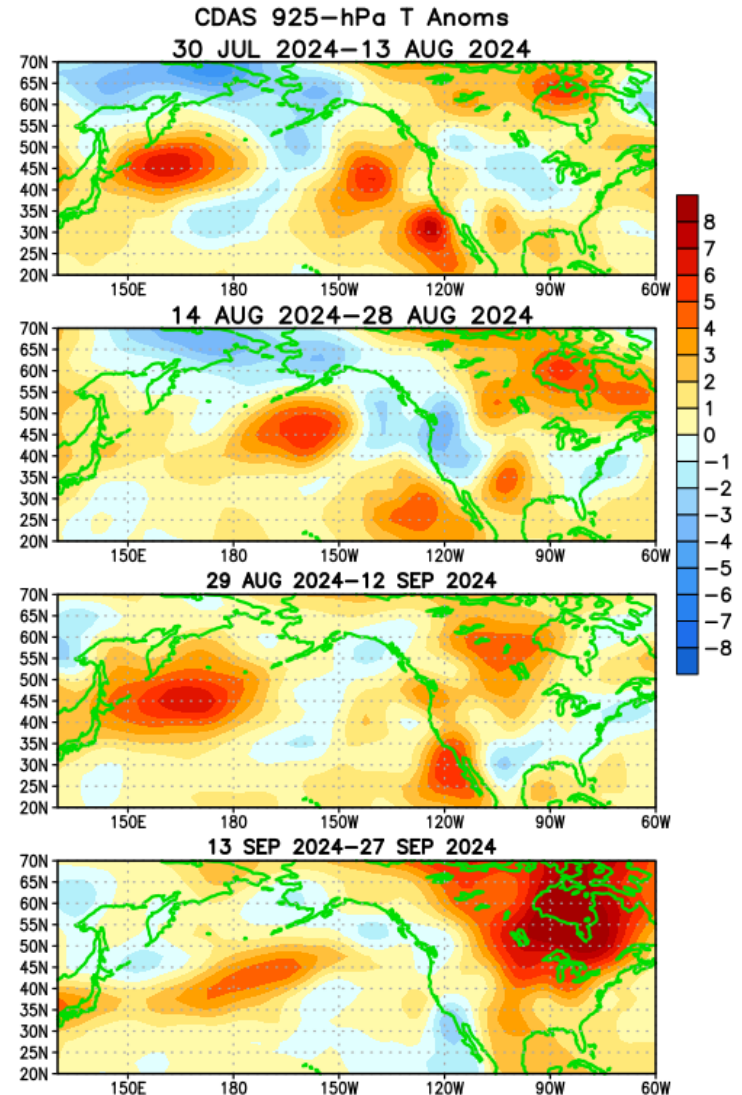 CDAS 925-hPa T Anoms
30 JUL 2024-13 AUG 2024
70N
65N
60N
55N
50N
45N
40N
35N
30N
25N
20N
150E 180 150W 120W 90W 60W
14 AUG 2024-28 AUG 2024
70N
65N
60N
55N
50N
45N
40N
35N
30N
25N
20N
150E 180 150W 120W 90W 60W
29 AUG 2024-12 SEP 2024
70N
65N
60N
55N
50N
45N
40N
35N
30N
25N
20N
150E 180 150W 120W 90W 60W
13 SEP 2024-27 SEP 2024
70N
65N
60N
55N
50N
45N
40N
35N
30N
25N
20N
150E 180 150W 120W 90W 60W
8
7
6
5
4
3
2
1
0
-1
-2
-3
-4
-5
-6
-7
-8